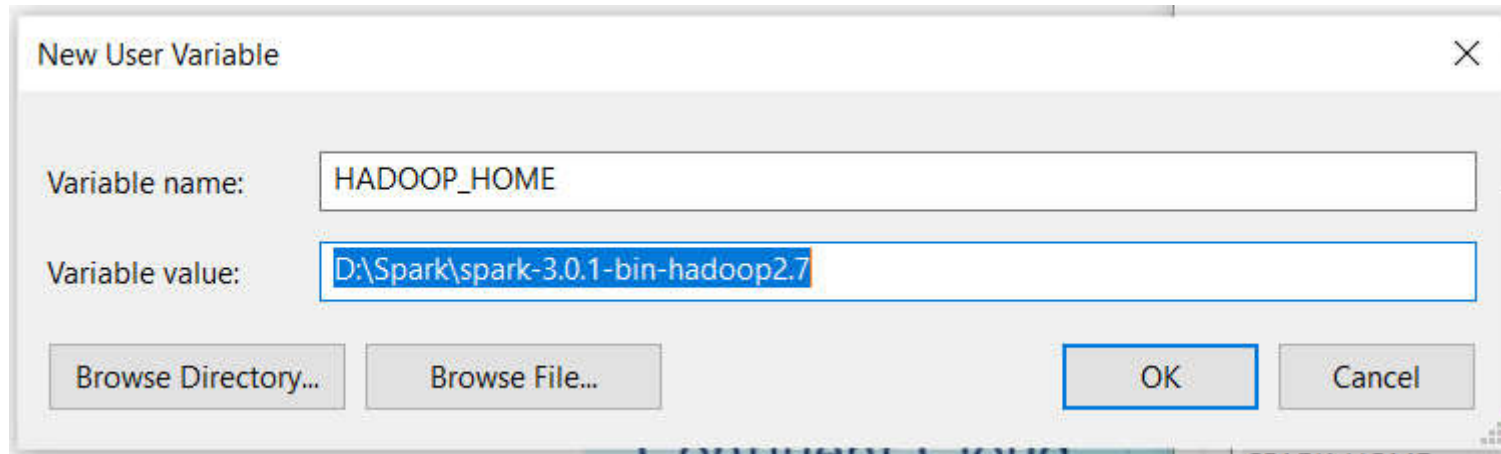 New User Variable
Variable name: HADOOP_HOME
Variable value: D:\Spark\spark-3.0.1-bin-hadoop2.7
Browse Directory... Browse File... OK Cancel